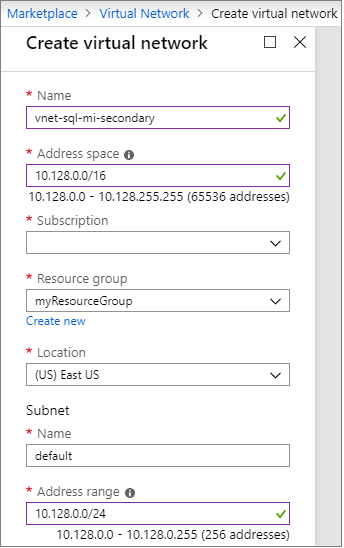 Marketplace > Virtual Network > Create virtual network
Create virtual network
* Name
vnet-sql-mi-secondary
* Address space
10.128.0.0/16
10.128.0.0 - 10.128.255.255 (65536 addresses)
* Subscription
* Resource group
myResourceGroup
Create new
* Location
(US) East US
Subnet
* Name
default
* Address range
10.128.0.0/24
10.128.0.0 - 10.128.0.255 (256 addresses)